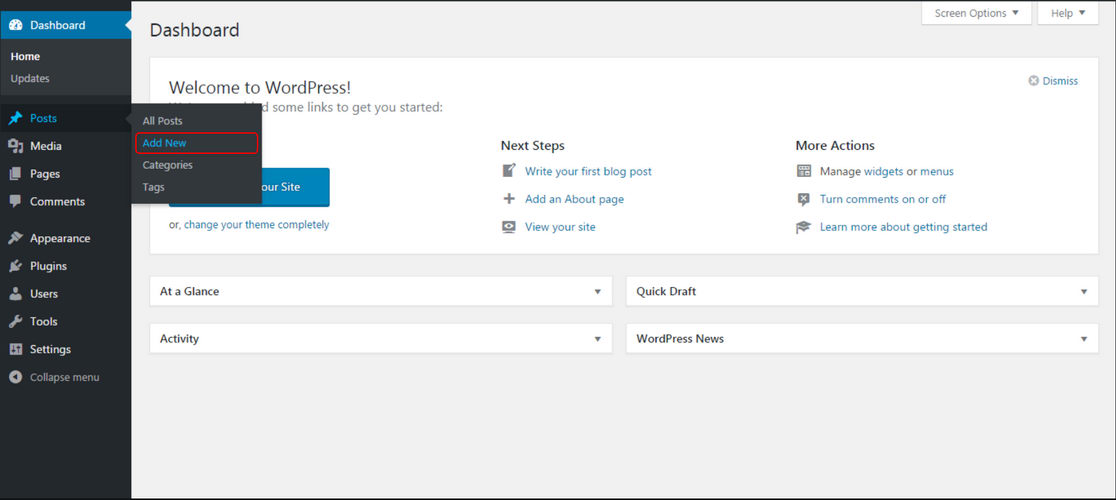 Dashboard
Home
Updates
Posts
Media
Pages
Comments
Appearance
Plugins
Users
Tools
Settings
Collapse menu
All Posts
Add New
Categories
Tags
Screen Options
Help
Dashboard
Dismiss
Welcome to WordPress!
some links to get you started:
our Site
or, change your theme completely
Next Steps
Write your first blog post
Add an About page
View your site
More Actions
Manage widgets or menus
Turn comments on or off
Learn more about getting started
At a Glance
Quick Draft
Activity
WordPress News